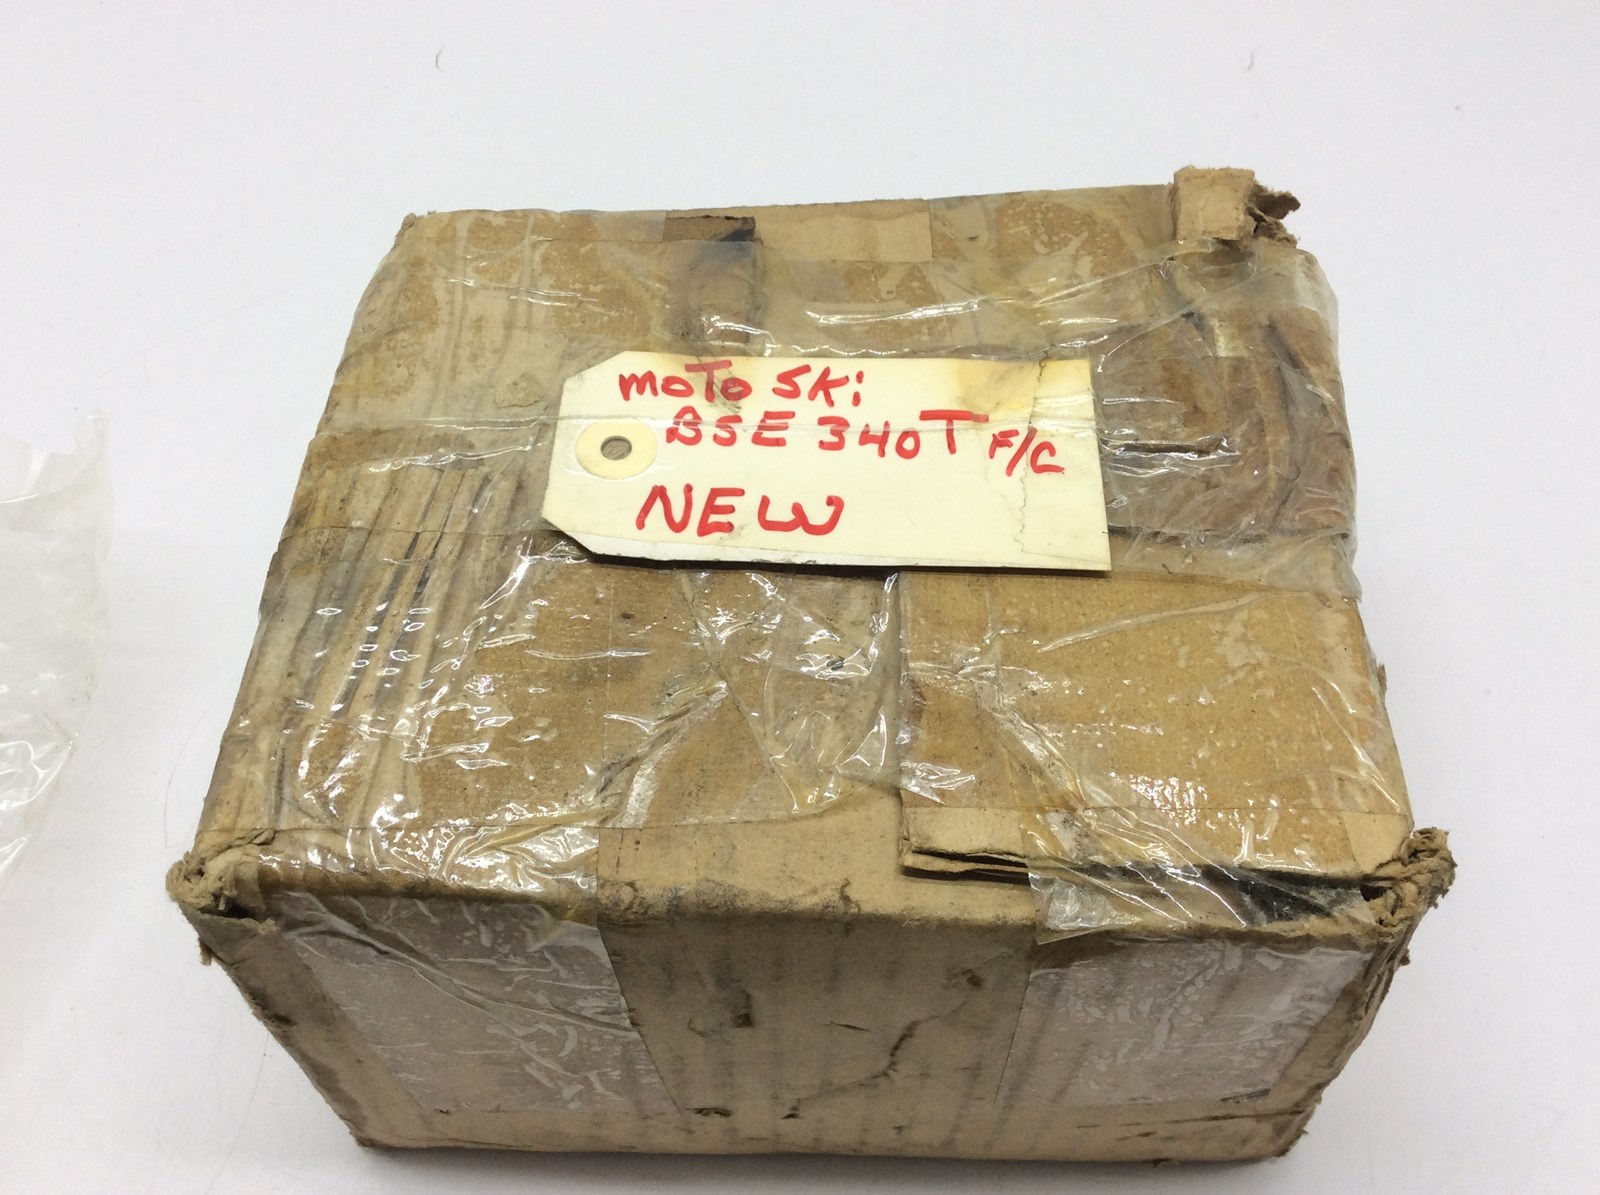 moTo SKi
BSE 340T F/C
NEW